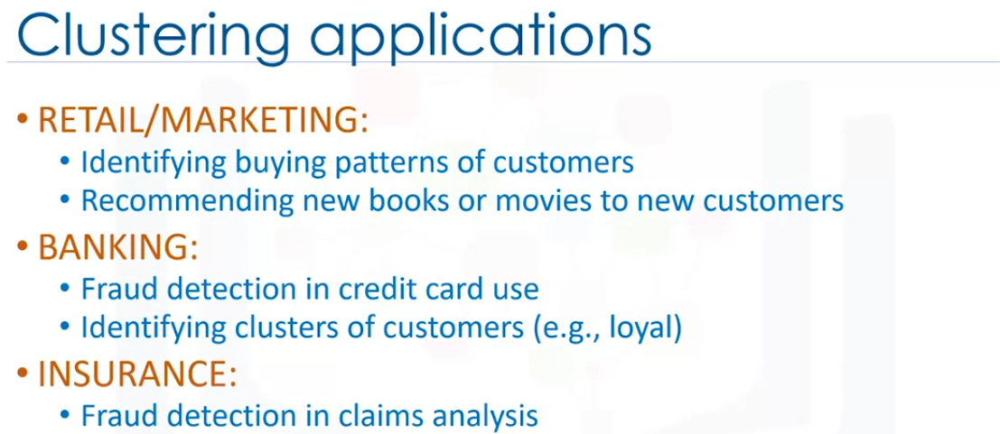 Clustering applications
• RETAIL/MARKETING:
• Identifying buying patterns of customers
• Recommending new books or movies to new customers
• BANKING:
• Fraud detection in credit card use
• Identifying clusters of customers (e.g., loyal)
• INSURANCE:
• Fraud detection in claims analysis